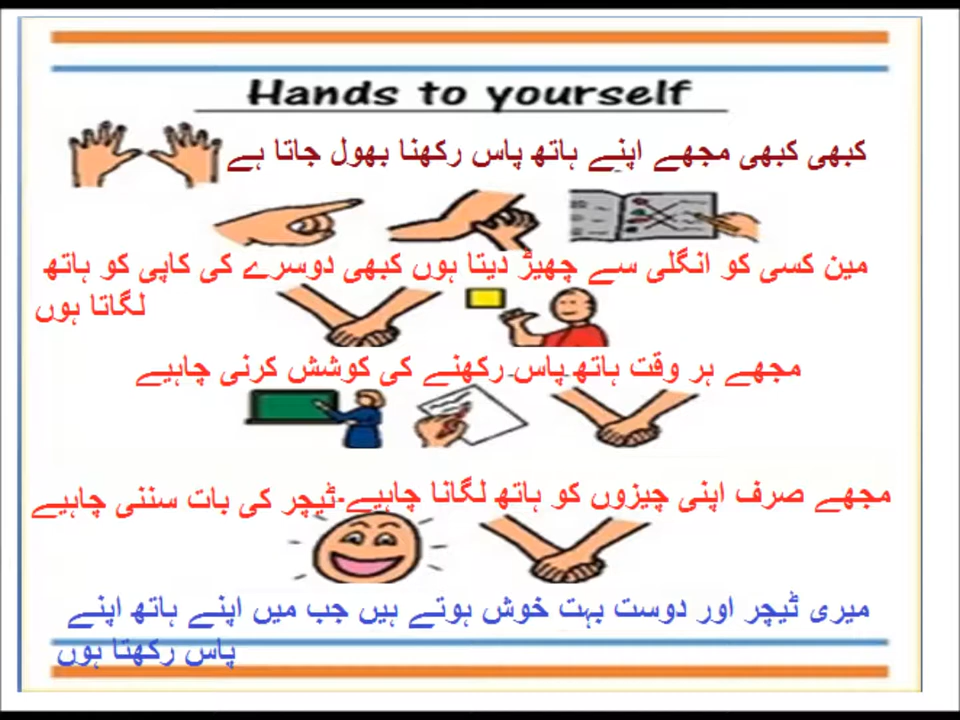 Hands to yourself
کبھی کبھی مجھے اپنے ہاتھ پاس رکھنا بھول جاتا ہے
مین کسی کو انگلی سے چھیڑ دیتا ہوں کبھی دوسرے کی کاپی کو ہاتھ
لگاتا ہوں
مجھے ہر وقت ہاتھ پاس رکھنے کی کوشش کرنی چاہیے
مجھے صرف اپنی چیزوں کو ہاتھ لگانا چاہیے۔ٹیچر کی بات سننی چاہیے
میری ٹیچر اور دوست بہت خوش ہوتے ہیں جب میں اپنے ہاتھ اپنے
پاس رکھتا ہوں